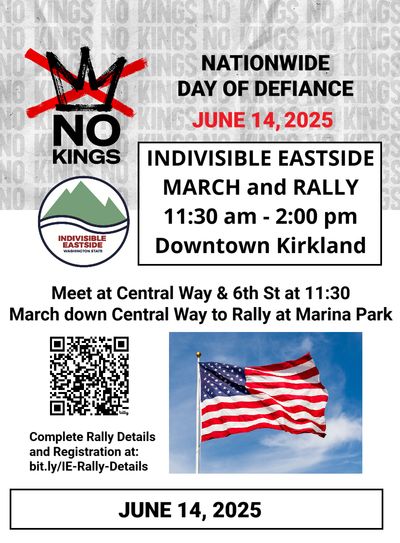 NO KINGS
NATIONWIDE
DAY OF DEFIANCE
JUNE 14, 2025
NO
KINGS
INDIVISIBLE EASTSIDE
MARCH and RALLY
11:30 am - 2:00 pm
Downtown Kirkland
INDIVISIBLE
EASTSIDE
WASHINGTON STATE
Meet at Central Way & 6th St at 11:30
March down Central Way to Rally at Marina Park
Complete Rally Details
and Registration at:
bit.ly/IE-Rally-Details
JUNE 14, 2025